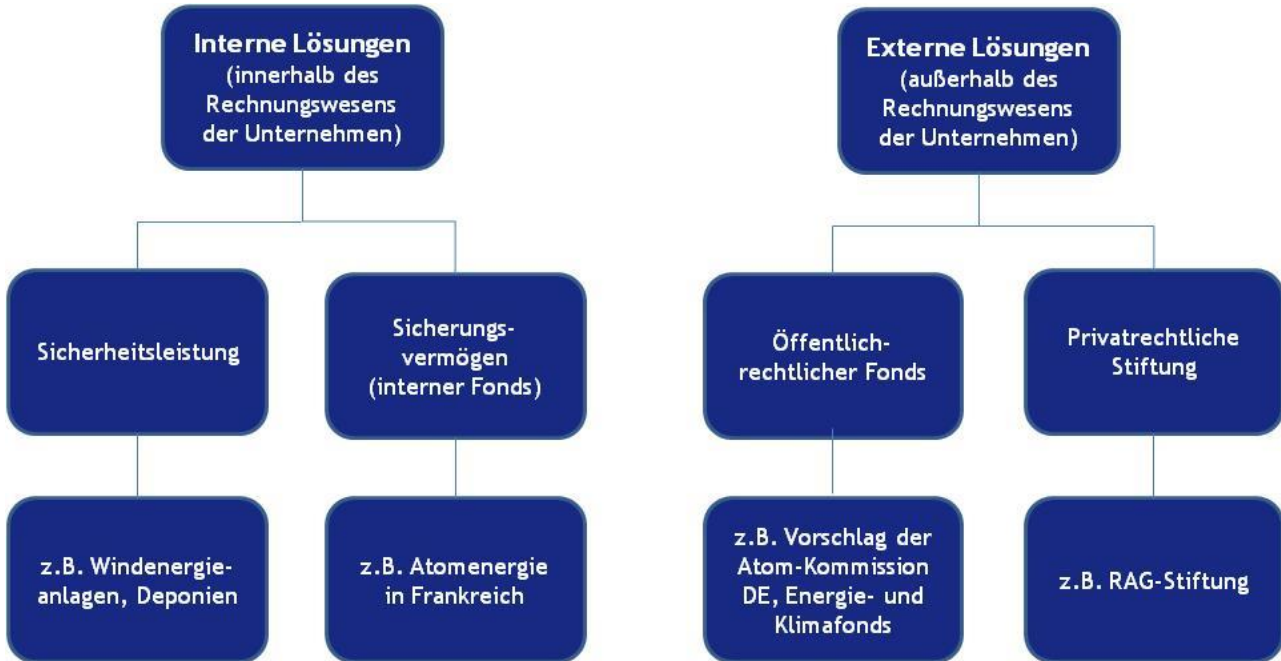 Interne Lösungen
(innerhalb des
Rechnungswesens
der Unternehmen)
Externe Lösungen
(außerhalb des
Rechnungswesens
der Unternehmen)
Sicherheitsleistung
Sicherungs-
vermögen
(interner Fonds)
Öffentlich-
rechtlicher Fonds
Privatrechtliche
Stiftung
z.B. Windenergie-
anlagen, Deponien
z.B. Atomenergie
in Frankreich
z.B. Vorschlag der
Atom-Kommission
DE, Energie- und
Klimafonds
z.B. RAG-Stiftung